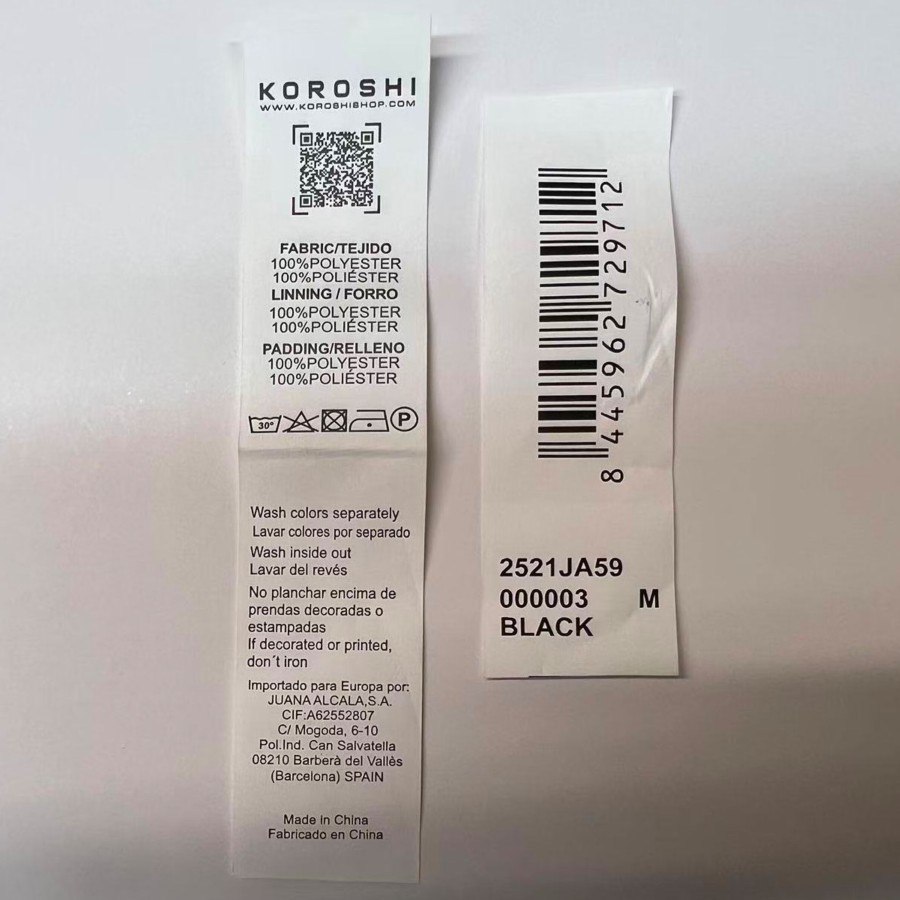 KOROSHI
WWW.KOROSHISHOP.COM
FABRIC/TEJIDO
100%POLYESTER
100%POLIÉSTER
LINNING / FORRO
100%POLYESTER
100%POLIÉSTER
PADDING/RELLENO
100%POLYESTER
100%POLIÉSTER
30° P
Wash colors separately
Lavar colores por separado
Wash inside out
Lavar del revés
No planchar encima de
prendas decoradas o
estampadas
If decorated or printed,
don´t iron
Importado para Europa por:
JUANA ALCALA,S.A.
CIF:A62552807
C/ Mogoda, 6-10
Pol.Ind. Can Salvatella
08210 Barberà del Vallès
(Barcelona) SPAIN
Made in China
Fabricado en China
8 445962 729712
2521JA59
000003 M
BLACK